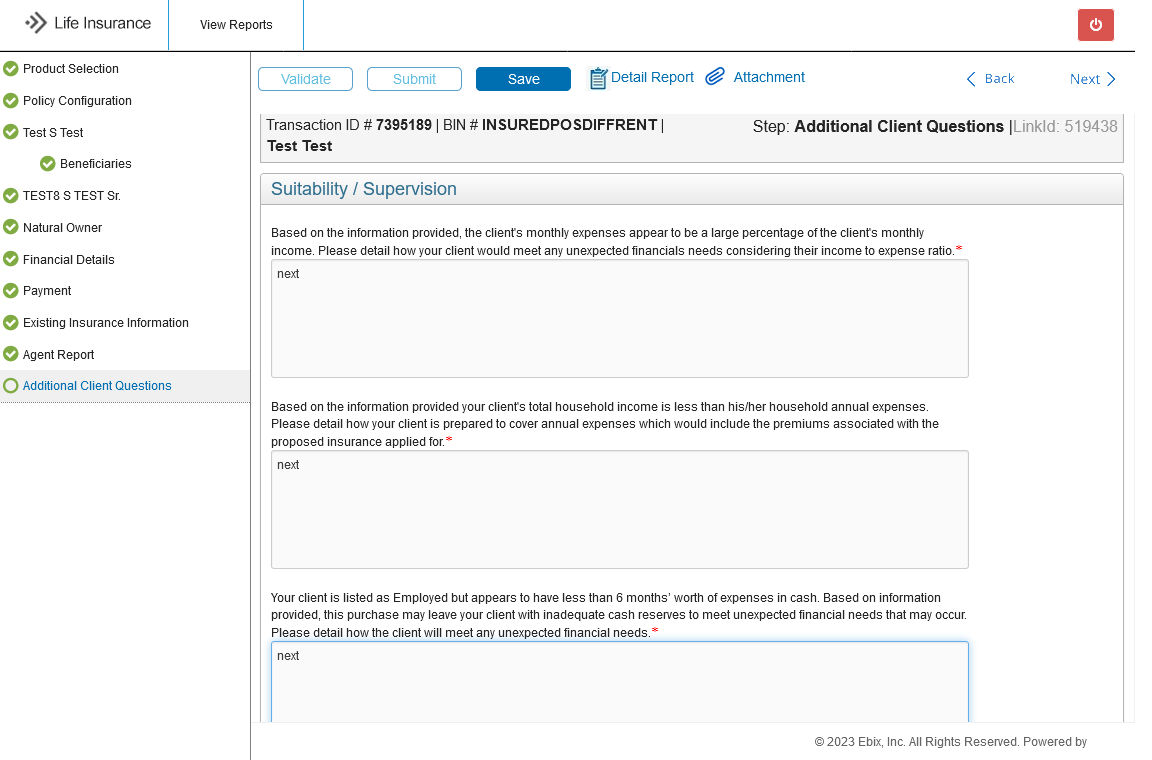 Life Insurance
View Reports
Product Selection
Policy Configuration
Test S Test
Beneficiaries
TEST8 S TEST Sr.
Natural Owner
Financial Details
Payment
Existing Insurance Information
Agent Report
Additional Client Questions
Validate
Submit
Save
Detail Report
Attachment
Back
Next
Transaction ID # 7395189 | BIN # INSUREDPOSDIFFRENT |
Test Test
Step: Additional Client Questions |LinkId: 519438
Suitability / Supervision
Based on the information provided, the client's monthly expenses appear to be a large percentage of the client's monthly
income. Please detail how your client would meet any unexpected financials needs considering their income to expense ratio.*
next
Based on the information provided your client's total household income is less than his/her household annual expenses.
Please detail how your client is prepared to cover annual expenses which would include the premiums associated with the
proposed insurance applied for.*
next
Your client is listed as Employed but appears to have less than 6 months’ worth of expenses in cash. Based on information
provided, this purchase may leave your client with inadequate cash reserves to meet unexpected financial needs that may occur.
Please detail how the client will meet any unexpected financial needs.*
next
© 2023 Ebix, Inc. All Rights Reserved. Powered by